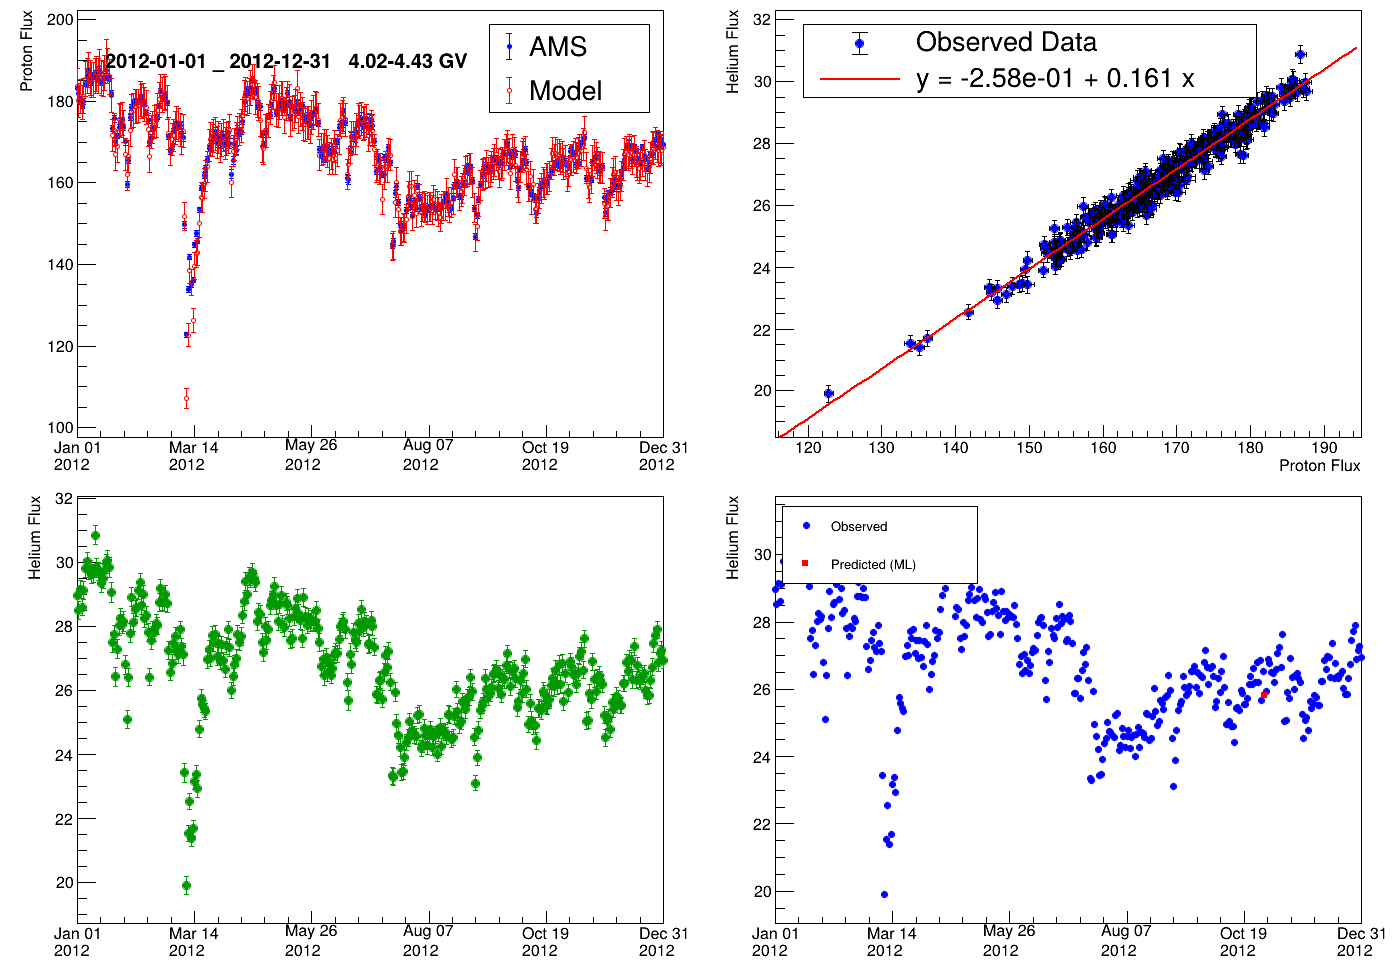 Proton Flux
200
180
160
140
120
100
2012-01-01 _ 2012-12-31 4.02-4.43 GV
AMS
Model
Jan 01 2012
Mar 14 2012
May 26 2012
Aug 07 2012
Oct 19 2012
Dec 31 2012
Helium Flux
32
30
28
26
24
22
20
Observed Data
y = -2.58e-01 + 0.161 x
120 130 140 150 160 170 180 190
Proton Flux
Helium Flux
32
30
28
26
24
22
20
Jan 01 2012
Mar 14 2012
May 26 2012
Aug 07 2012
Oct 19 2012
Dec 31 2012
Helium Flux
30
28
26
24
22
20
Observed
Predicted (ML)
Jan 01 2012
Mar 14 2012
May 26 2012
Aug 07 2012
Oct 19 2012
Dec 31 2012